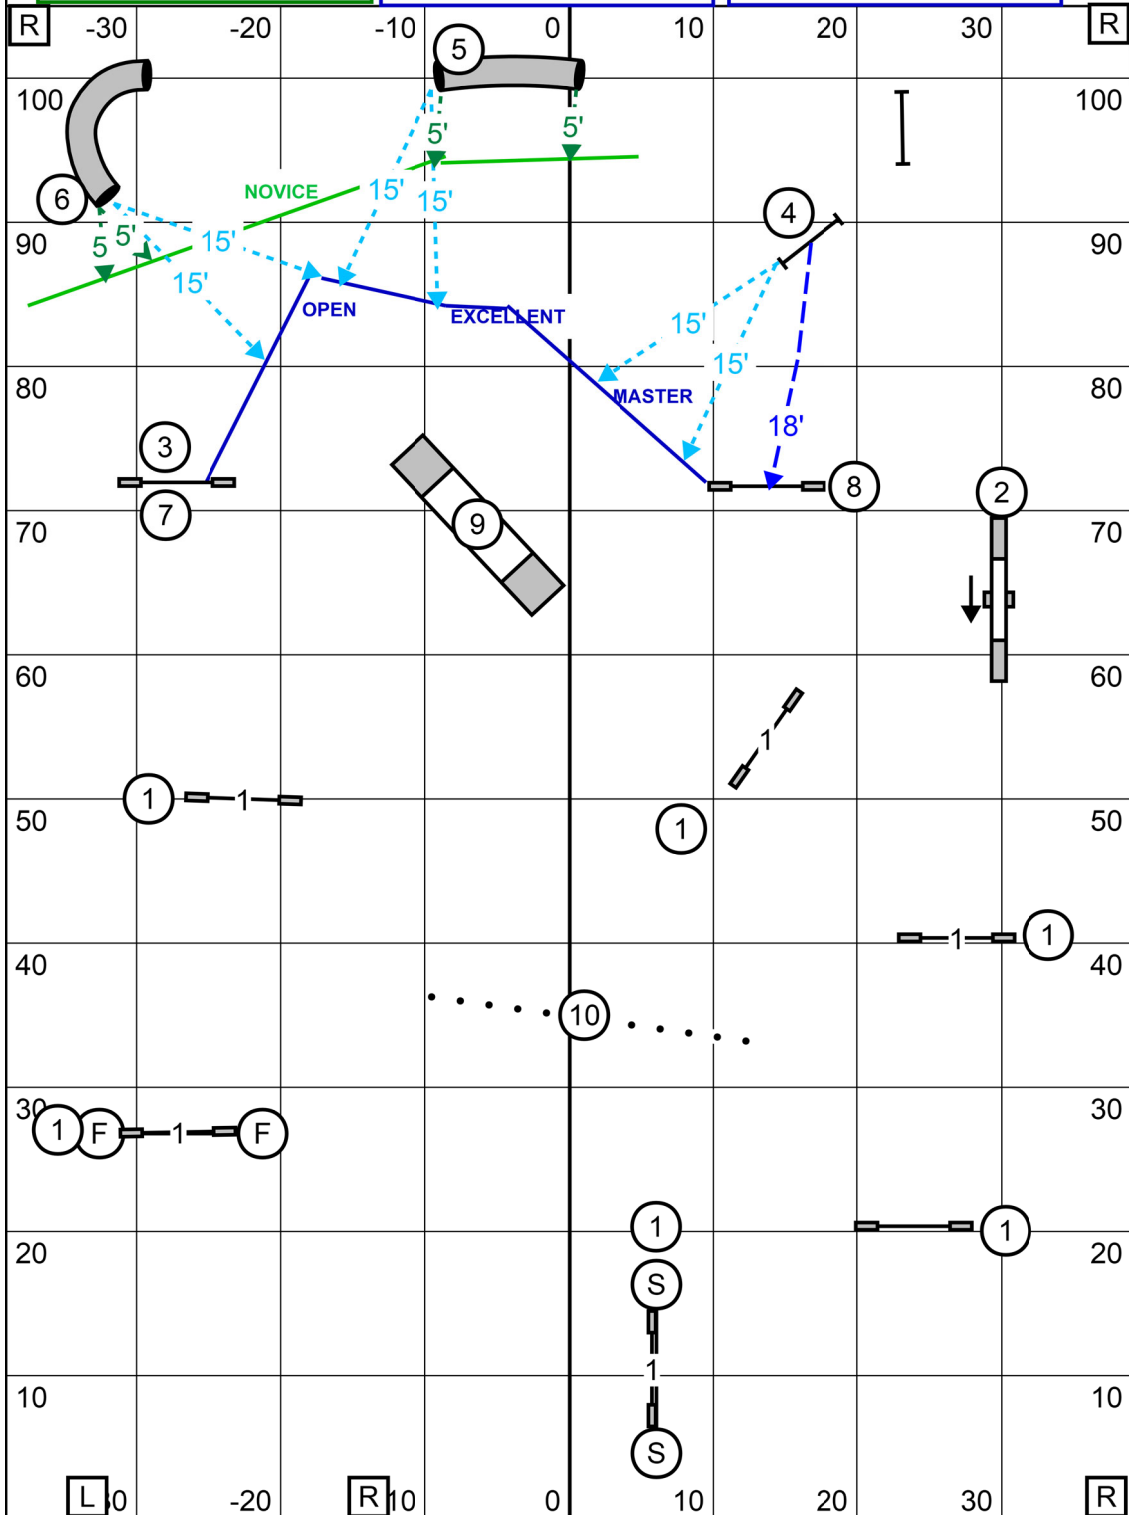 R -30 -20 -10 0 10 20 30 R
5
100 100
5' 5'
NOVICE 15' 15'
6 4
90 5 5' 15' 90
15'
OPEN EXCELLENT 15'
15'
80 MASTER 80
18'
3
8 2
7 9
70 70
60 60
1
1 1
50 1 50
1 1
40 40
10
30 30
1 F 1 F
1 1
20 20
S
1
10 10
S
L 30 -20 R 10 0 10 20 30 R